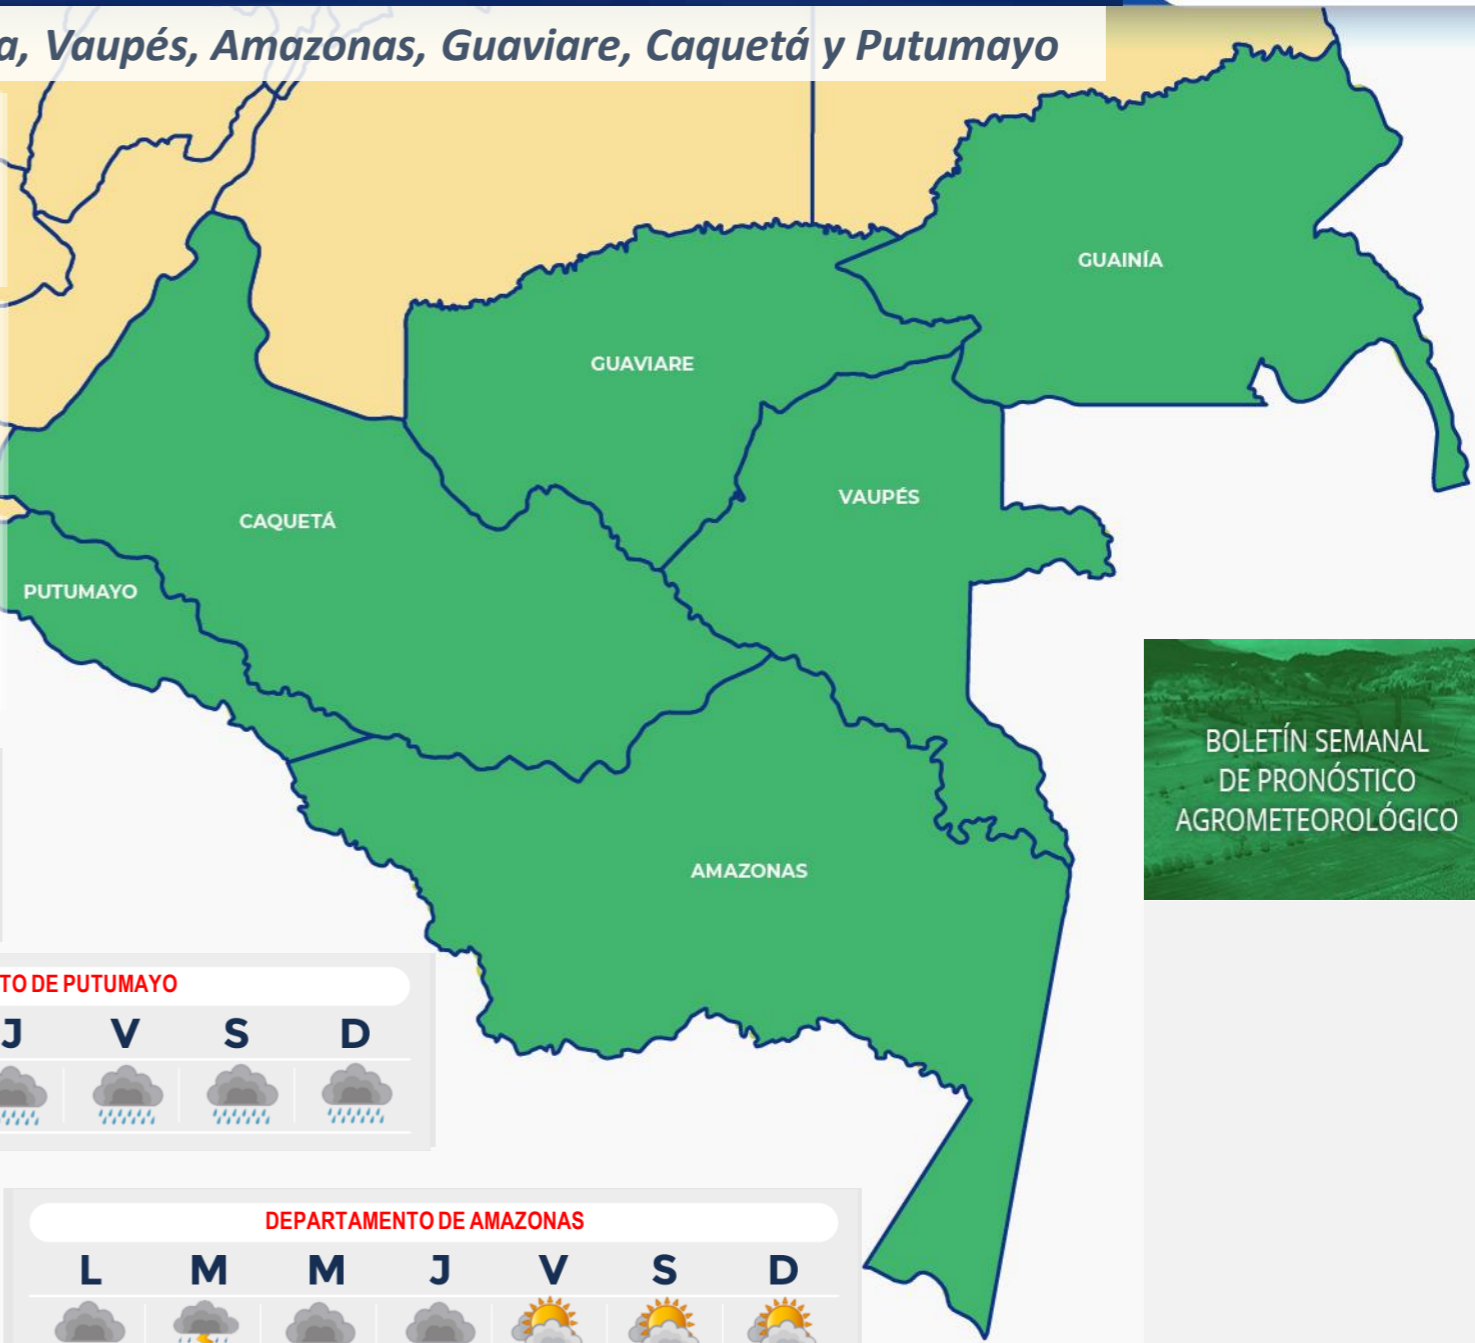 a, Vaupés, Amazonas, Guaviare, Caquetá y Putumayo
GUAINÍA
GUAVIARE
VAUPÉS
CAQUETÁ
PUTUMAYO
BOLETÍN SEMANAL
DE PRONÓSTICO
AGROMETEOROLÓGICO
AMAZONAS
TO DE PUTUMAYO
J V S D
DEPARTAMENTO DE AMAZONAS
L M M J V S D